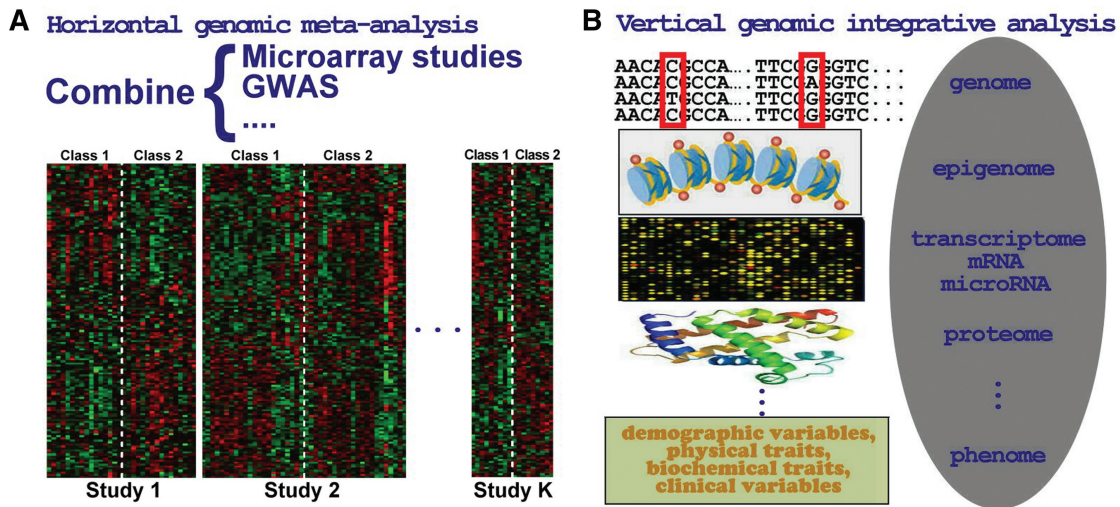 A Horizontal genomic meta-analysis
Combine { Microarray studies
GWAS
....
Class 1 Class 2
Class 1 Class 2
Class 1 Class 2
. . .
Study 1
Study 2
Study K
B Vertical genomic integrative analysis
AACACGCCA....TTCGGGGTC...
AACACGCCA....TTCGAGGTC...
AACATGCCA....TTCGGGGTC...
AACACGCCA....TTCGGGGTC...
genome
epigenome
transcriptome
mRNA
microRNA
proteome
phenome
demographic variables,
physical traits,
biochemical traits,
clinical variables